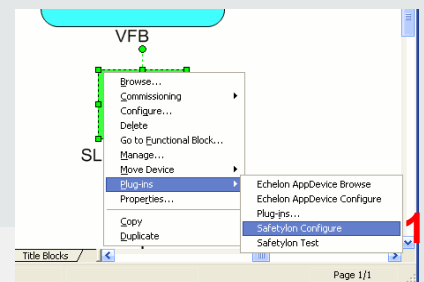 VFB
Browse...
Commissioning
Configure...
Delete
Go to Functional Block...
SL
Manage...
Move Device
Plug-ins
Properties...
Copy
Duplicate
Echelon AppDevice Browse
Echelon AppDevice Configure
Plug-ins...
Safetylon Configure
Safetylon Test
1
Title Blocks
Page 1/1